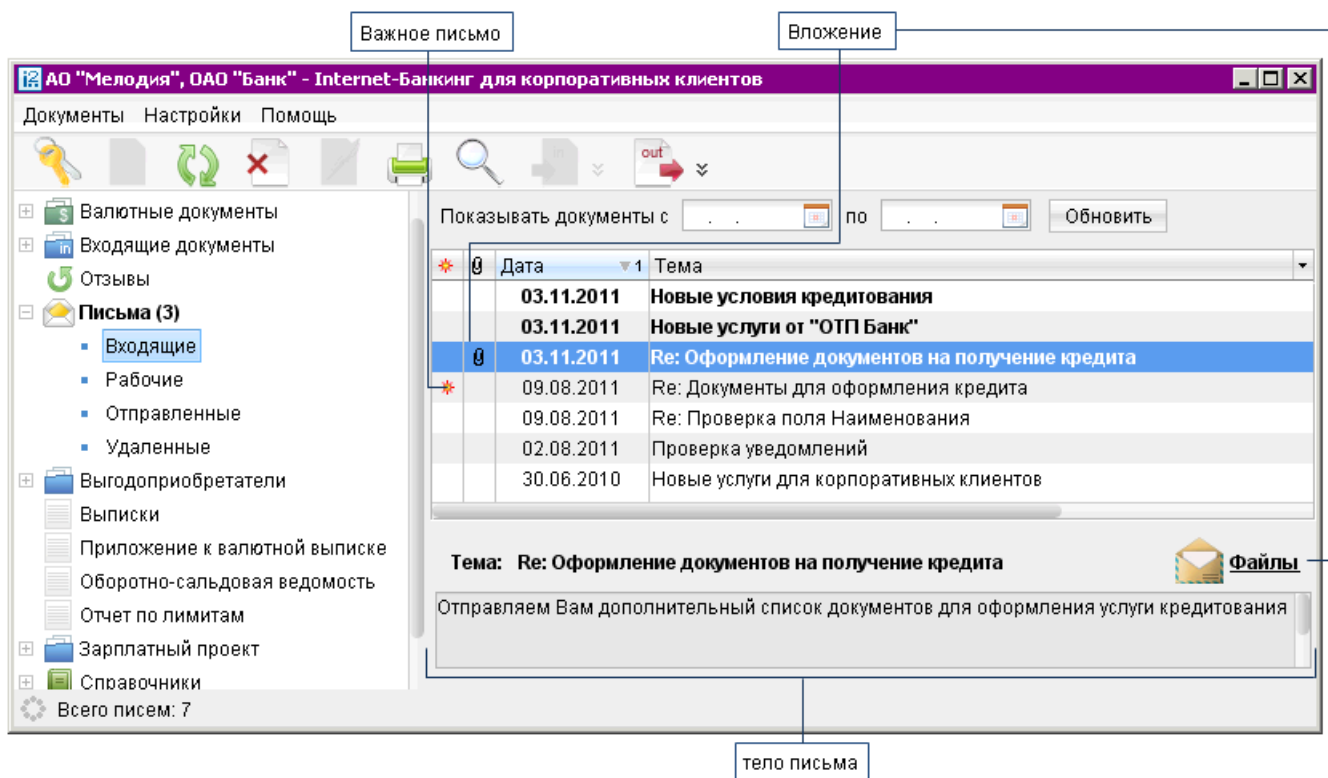 Важное письмо
Вложение
АО "Мелодия", ОАО "Банк" - Internet-Банкинг для корпоративных клиентов
Документы Настройки Помощь
in
out
Валютные документы
Входящие документы
Отзывы
Письма (3)
Входящие
Рабочие
Отправленные
Удаленные
Выгодоприобретатели
Выписки
Приложение к валютной выписке
Оборотно-сальдовая ведомость
Отчет по лимитам
Зарплатный проект
Справочники
Показывать документы с . . по . . Обновить
Дата 1 Тема
03.11.2011 Новые условия кредитования
03.11.2011 Новые услуги от "ОТП Банк"
03.11.2011 Re: Оформление документов на получение кредита
09.08.2011 Re: Документы для оформления кредита
09.08.2011 Re: Проверка поля Наименования
02.08.2011 Проверка уведомлений
30.06.2010 Новые услуги для корпоративных клиентов
Тема: Re: Оформление документов на получение кредита Файлы
Отправляем Вам дополнительный список документов для оформления услуги кредитования
Всего писем: 7
тело письма